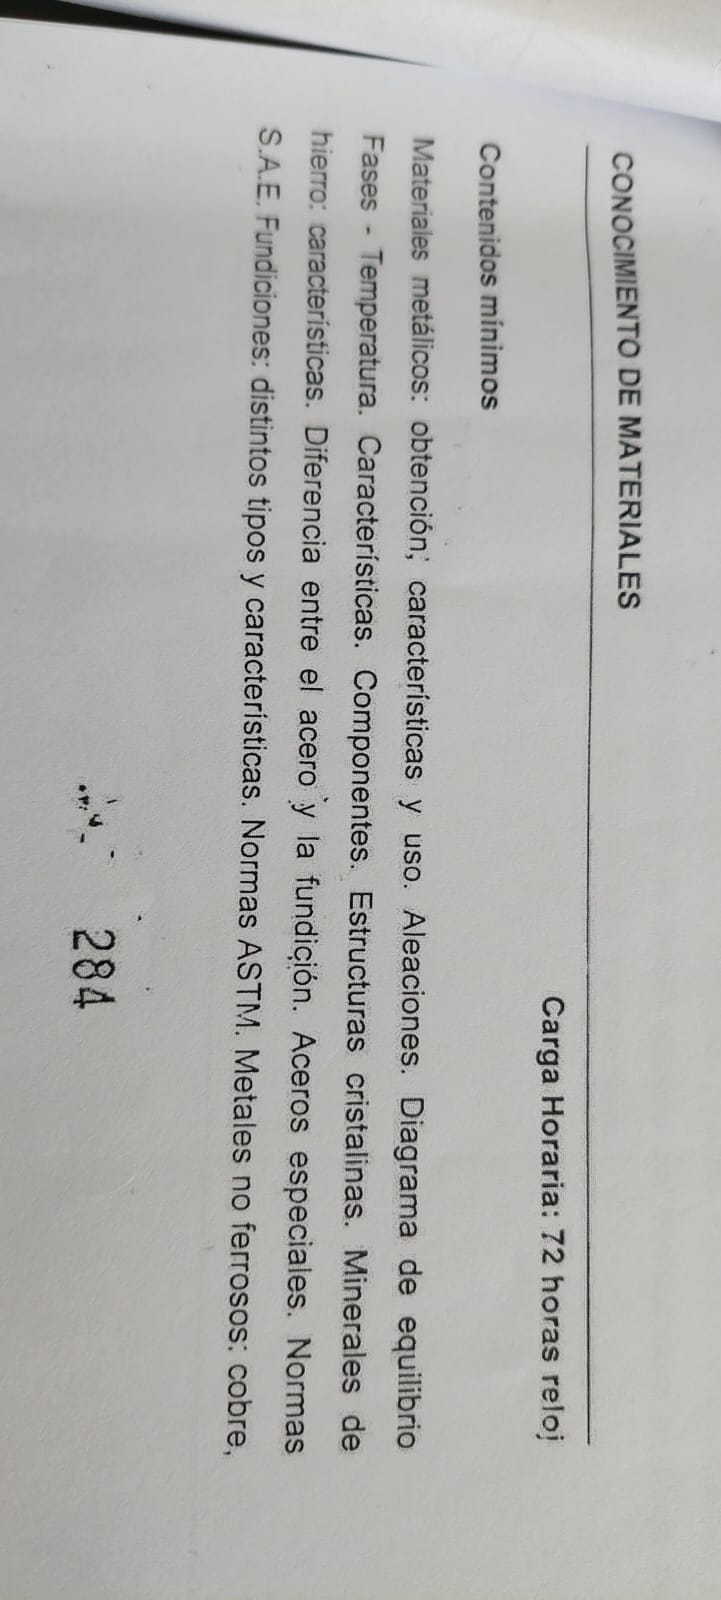 CONOCIMIENTO DE MATERIALES
Carga Horaria: 72 horas reloj
Contenidos mínimos
Materiales metálicos: obtención; características y uso. Aleaciones. Diagrama de equilibrio
Fases - Temperatura. Características. Componentes. Estructuras cristalinas. Minerales de
hierro: características. Diferencia entre el acero y la fundición. Aceros especiales. Normas
S.A.E. Fundiciones: distintos tipos y características. Normas ASTM. Metales no ferrosos: cobre,
284